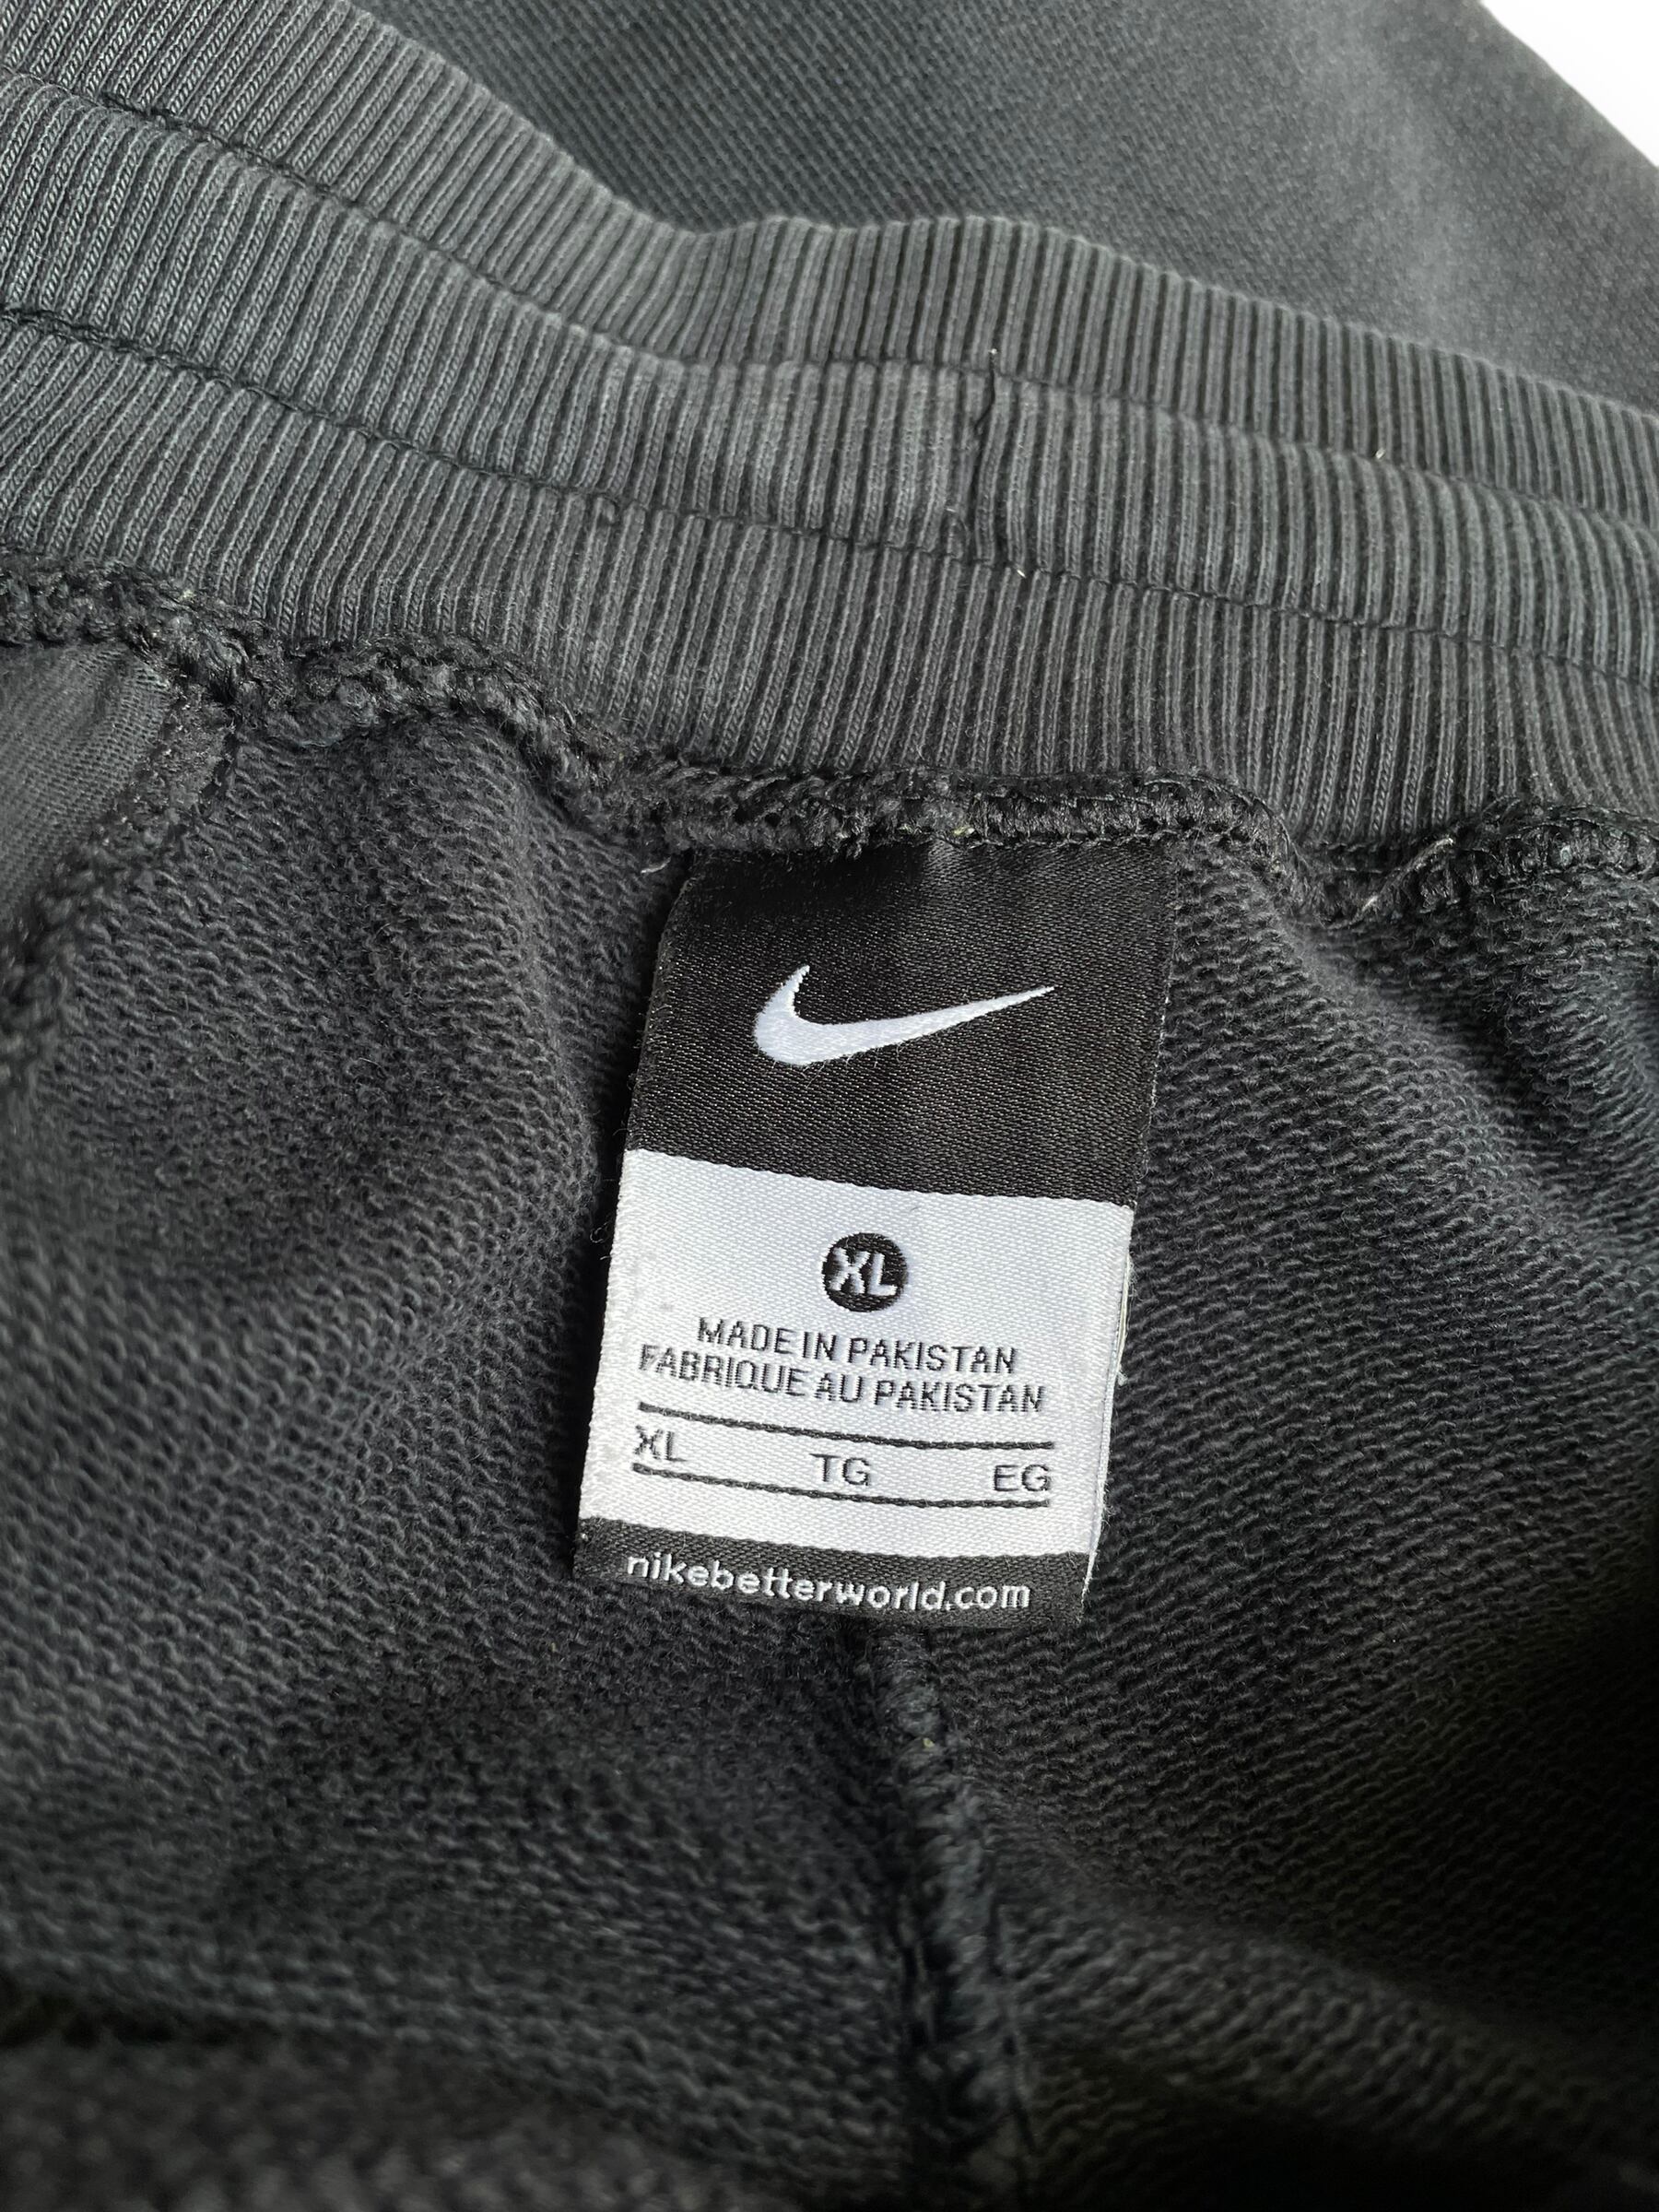 XL
MADE IN PAKISTAN
FABRIQUE AU PAKISTAN
XL TG EG
nikebetterworld.com